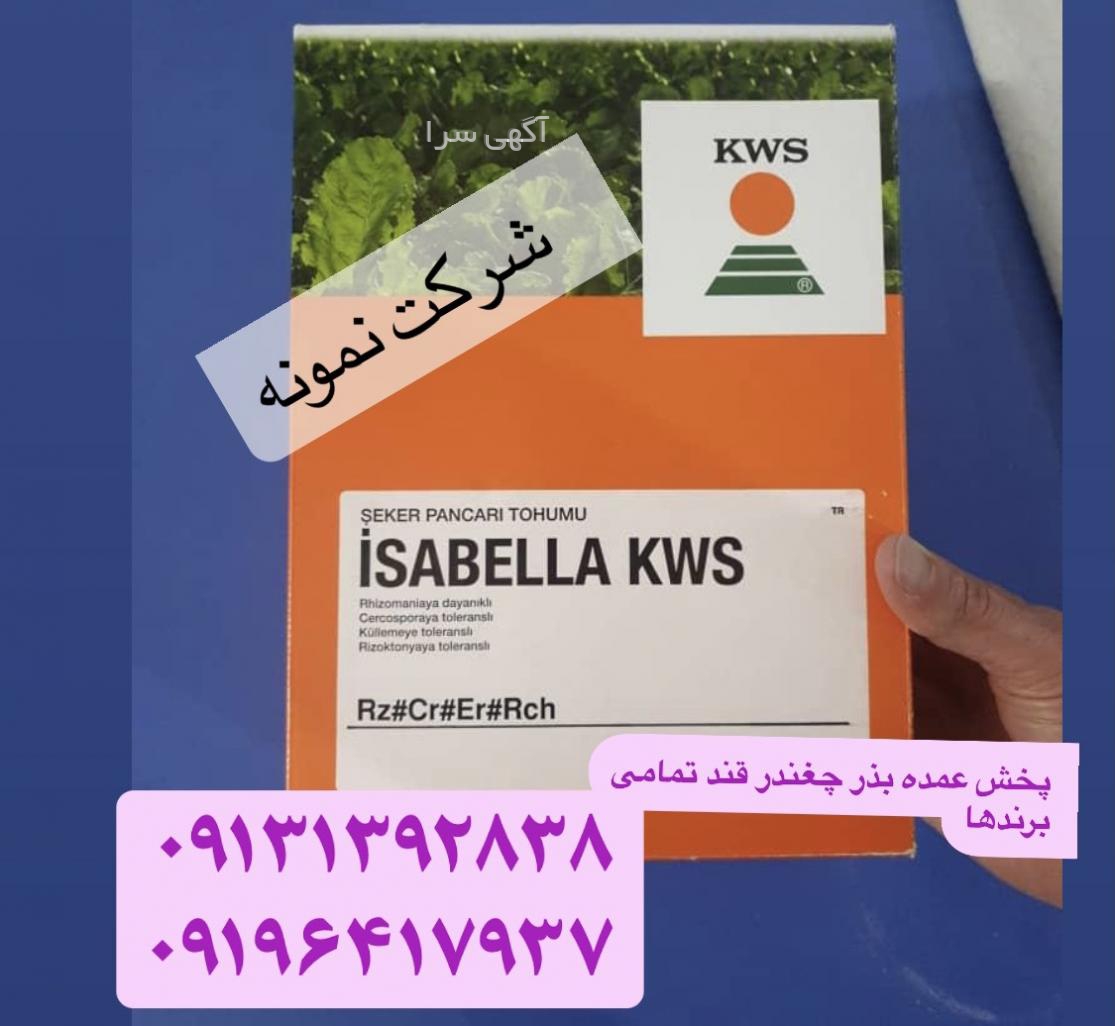 آگهی سرا
KWS
®
شرکت نمونه
ŞEKER PANCARI TOHUMU
TR
İSABELLA KWS
Rhizomaniaya dayanıklı
Cercosporaya toleranslı
Küllemeye toleranslı
Rizoktonyaya toleranslı
Rz#Cr#Er#Rch
پخش عمده بذر چغندر قند تمامی
برندها
۰۹۱۳۱۳۹۲۸۳۸
۰۹۱۹۶۴۱۷۹۳۷